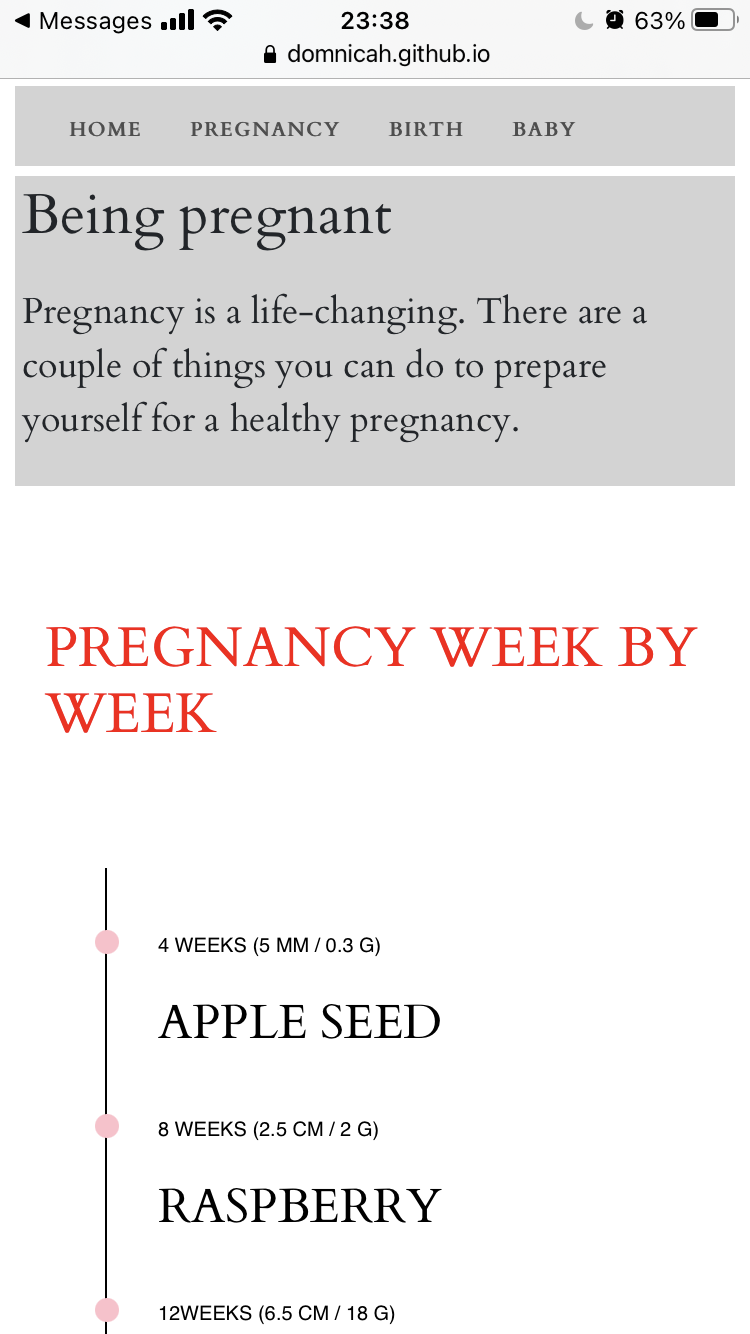 Messages 23:38 63%
domnicah.github.io
HOME PREGNANCY BIRTH BABY
Being pregnant
Pregnancy is a life-changing. There are a
couple of things you can do to prepare
yourself for a healthy pregnancy.
PREGNANCY WEEK BY
WEEK
4 WEEKS (5 MM / 0.3 G)
APPLE SEED
8 WEEKS (2.5 CM / 2 G)
RASPBERRY
12WEEKS (6.5 CM / 18 G)